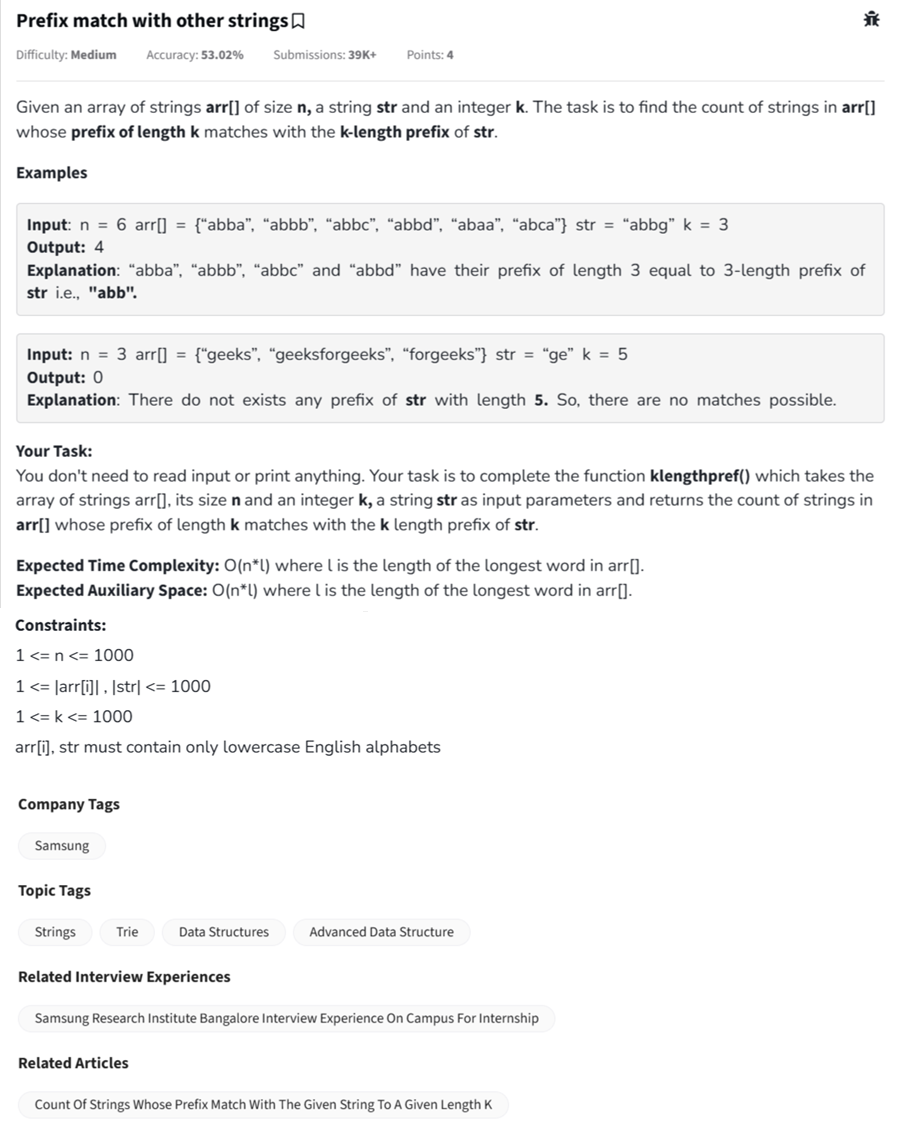 Prefix match with other strings
Difficulty: Medium Accuracy: 53.02% Submissions: 39K+ Points: 4
Given an array of strings arr[] of size n, a string str and an integer k. The task is to find the count of strings in arr[]
whose prefix of length k matches with the k-length prefix of str.
Examples
Input: n = 6 arr[] = {“abba”, “abbb”, “abbc”, “abbd”, “abaa”, “abca”} str = “abbg” k = 3
Output: 4
Explanation: “abba”, “abbb”, “abbc” and “abbd” have their prefix of length 3 equal to 3-length prefix of
str i.e., "abb".
Input: n = 3 arr[] = {“geeks”, “geeksforgeeks”, “forgeeks”} str = “ge” k = 5
Output: 0
Explanation: There do not exists any prefix of str with length 5. So, there are no matches possible.
Your Task:
You don't need to read input or print anything. Your task is to complete the function klengthpref() which takes the
array of strings arr[], its size n and an integer k, a string str as input parameters and returns the count of strings in
arr[] whose prefix of length k matches with the k length prefix of str.
Expected Time Complexity: O(n*l) where l is the length of the longest word in arr[].
Expected Auxiliary Space: O(n*l) where l is the length of the longest word in arr[].
Constraints:
1 <= n <= 1000
1 <= |arr[i]| , |str| <= 1000
1 <= k <= 1000
arr[i], str must contain only lowercase English alphabets
Company Tags
Samsung
Topic Tags
Strings Trie Data Structures Advanced Data Structure
Related Interview Experiences
Samsung Research Institute Bangalore Interview Experience On Campus For Internship
Related Articles
Count Of Strings Whose Prefix Match With The Given String To A Given Length K